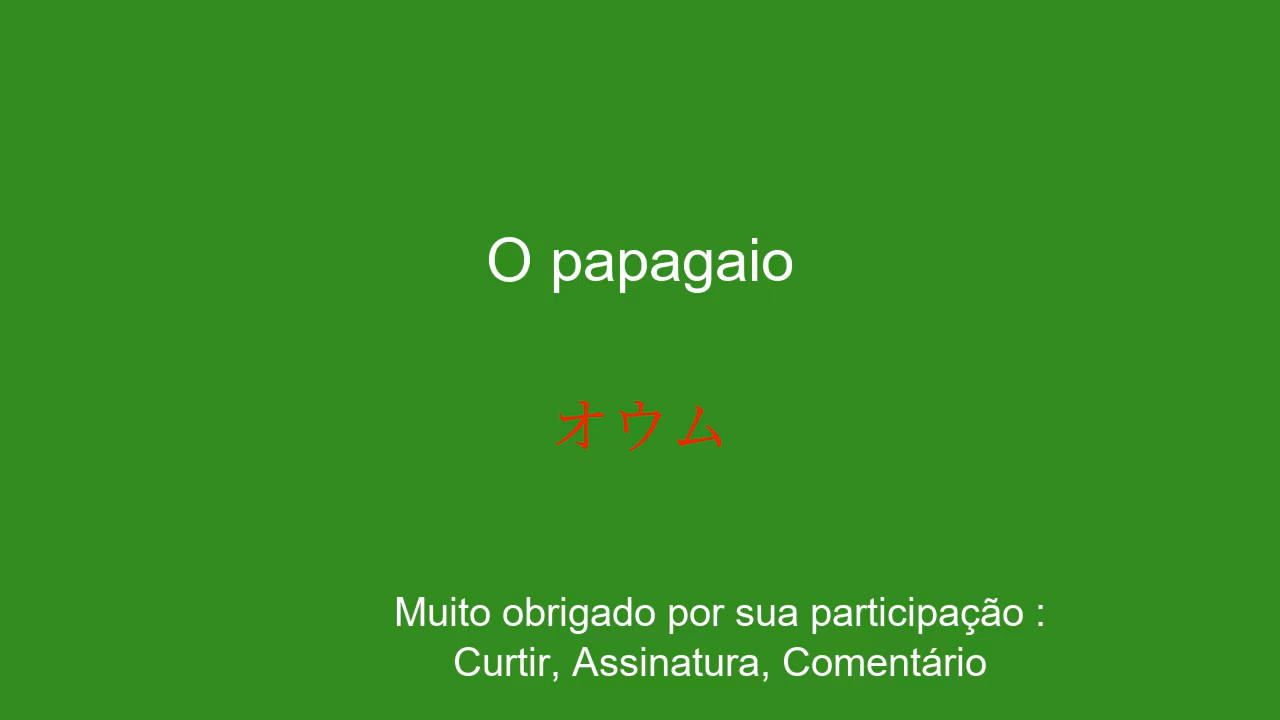 O papagaio
オウム
Muito obrigado por sua participação :
Curtir, Assinatura, Comentário